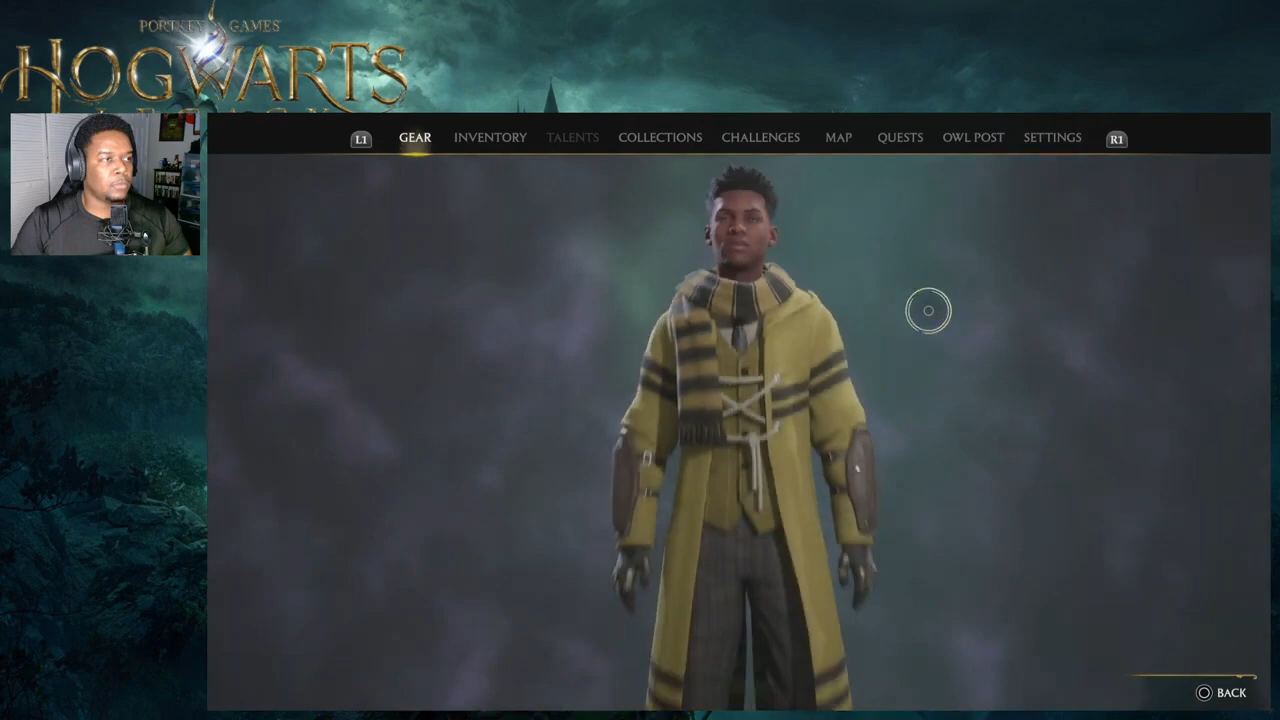 PORTKEY GAMES
HOGWARTS
L1 GEAR INVENTORY TALENTS COLLECTIONS CHALLENGES MAP QUESTS OWL POST SETTINGS R1
BACK